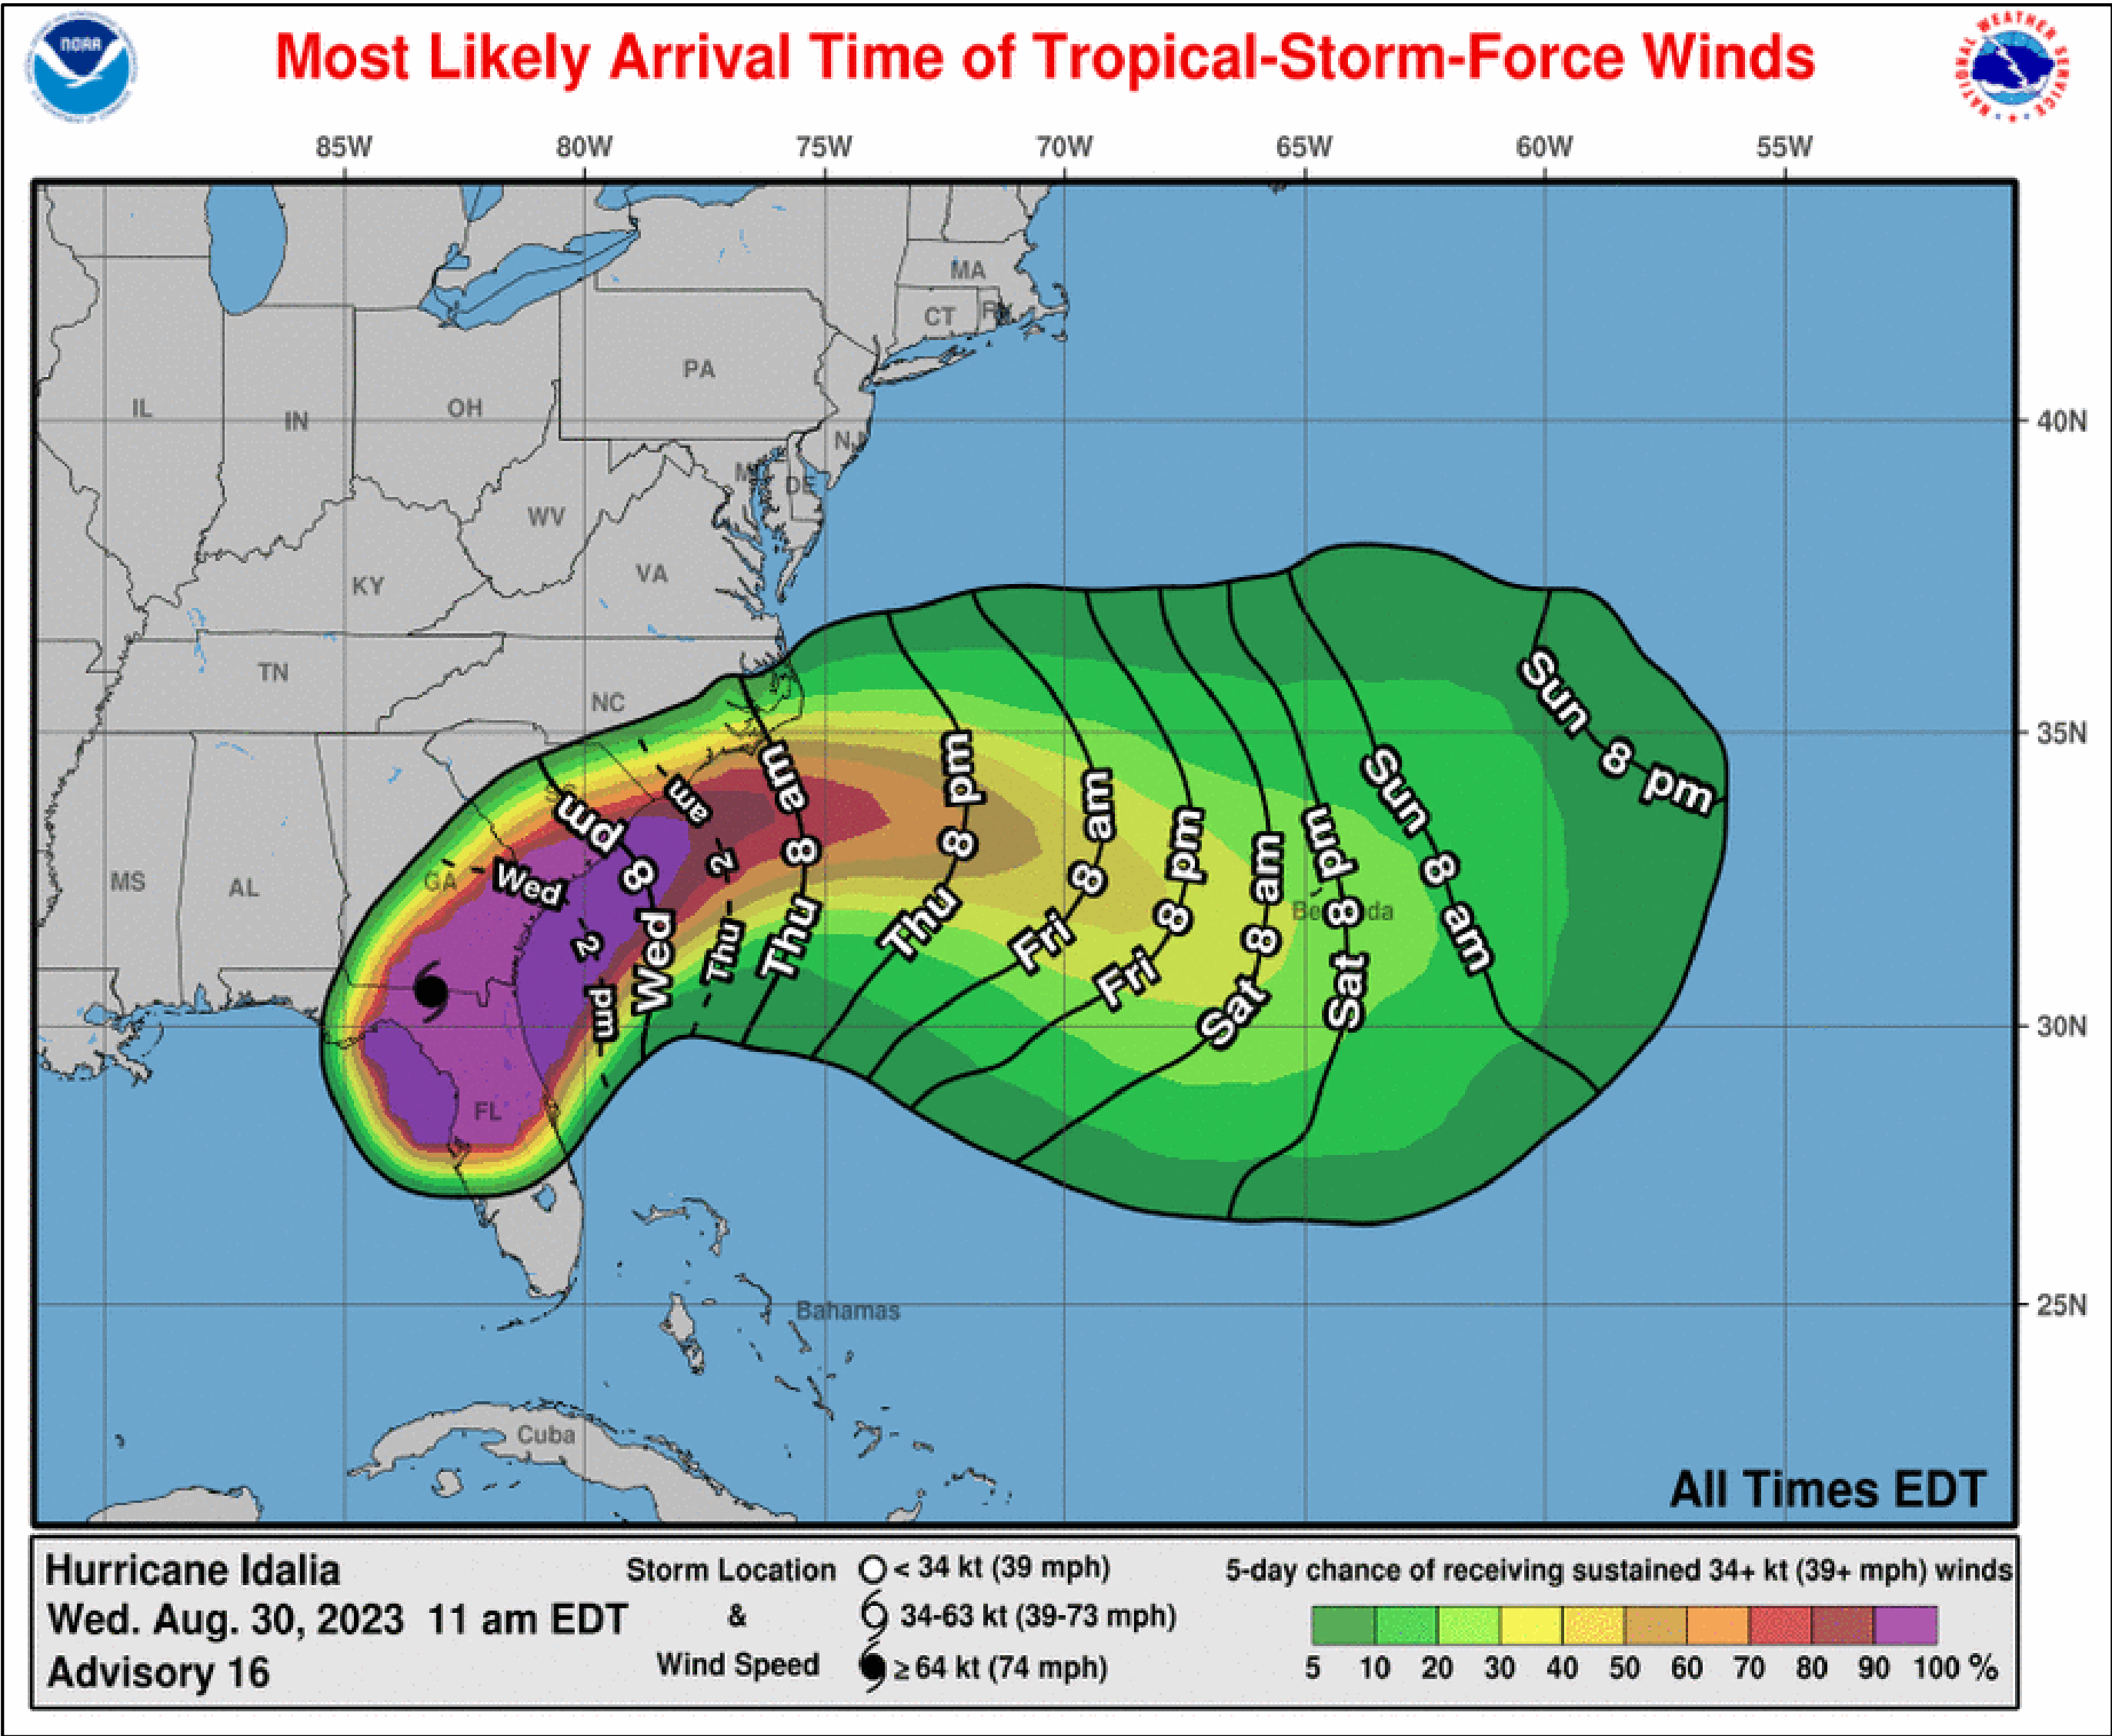 NOAA
Most Likely Arrival Time of Tropical-Storm-Force Winds
NATIONAL WEATHER SERVICE
85W 80W 75W 70W 65W 60W 55W
MA
CT
PA
IL
IN
OH
NJ
40N
DE
WV
VA
KY
TN
NC
35N
MS
AL
GA
FL
30N
25N
Wed 2 pm
Wed 8 pm
Thu 2 am
Thu 8 am
Thu 8 pm
Fri 8 am
Fri 8 pm
Sat 8 am
Sat 8 pm
Sun 8 am
Sun 8 pm
Bahamas
Cuba
All Times EDT
Hurricane Idalia
Wed. Aug. 30, 2023 11 am EDT
Advisory 16
Storm Location
&
Wind Speed
< 34 kt (39 mph)
34-63 kt (39-73 mph)
≥ 64 kt (74 mph)
5-day chance of receiving sustained 34+ kt (39+ mph) winds
5 10 20 30 40 50 60 70 80 90 100 %